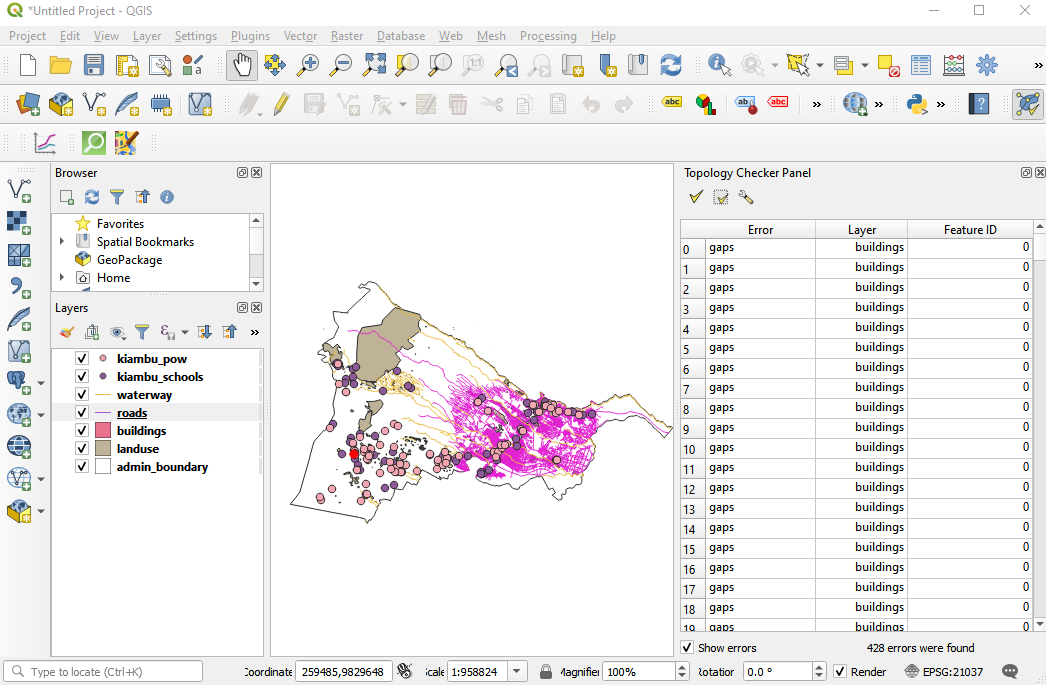 *Untitled Project - QGIS
Project Edit View Layer Settings Plugins Vector Raster Database Web Mesh Processing Help
1:1
abc ab abc
Browser
Favorites
Spatial Bookmarks
GeoPackage
Home
Layers
kiambu_pow
kiambu_schools
waterway
roads
buildings
landuse
admin_boundary
Topology Checker Panel
Error Layer Feature ID
0 gaps buildings 0
1 gaps buildings 0
2 gaps buildings 0
3 gaps buildings 0
4 gaps buildings 0
5 gaps buildings 0
6 gaps buildings 0
7 gaps buildings 0
8 gaps buildings 0
9 gaps buildings 0
10 gaps buildings 0
11 gaps buildings 0
12 gaps buildings 0
13 gaps buildings 0
14 gaps buildings 0
15 gaps buildings 0
16 gaps buildings 0
17 gaps buildings 0
18 gaps buildings 0
19 gaps buildings 0
Show errors 428 errors were found
Type to locate (Ctrl+K) Coordinate 259485,9829648 Scale 1:958824 Magnifier 100% Rotation 0.0 ° Render EPSG:21037